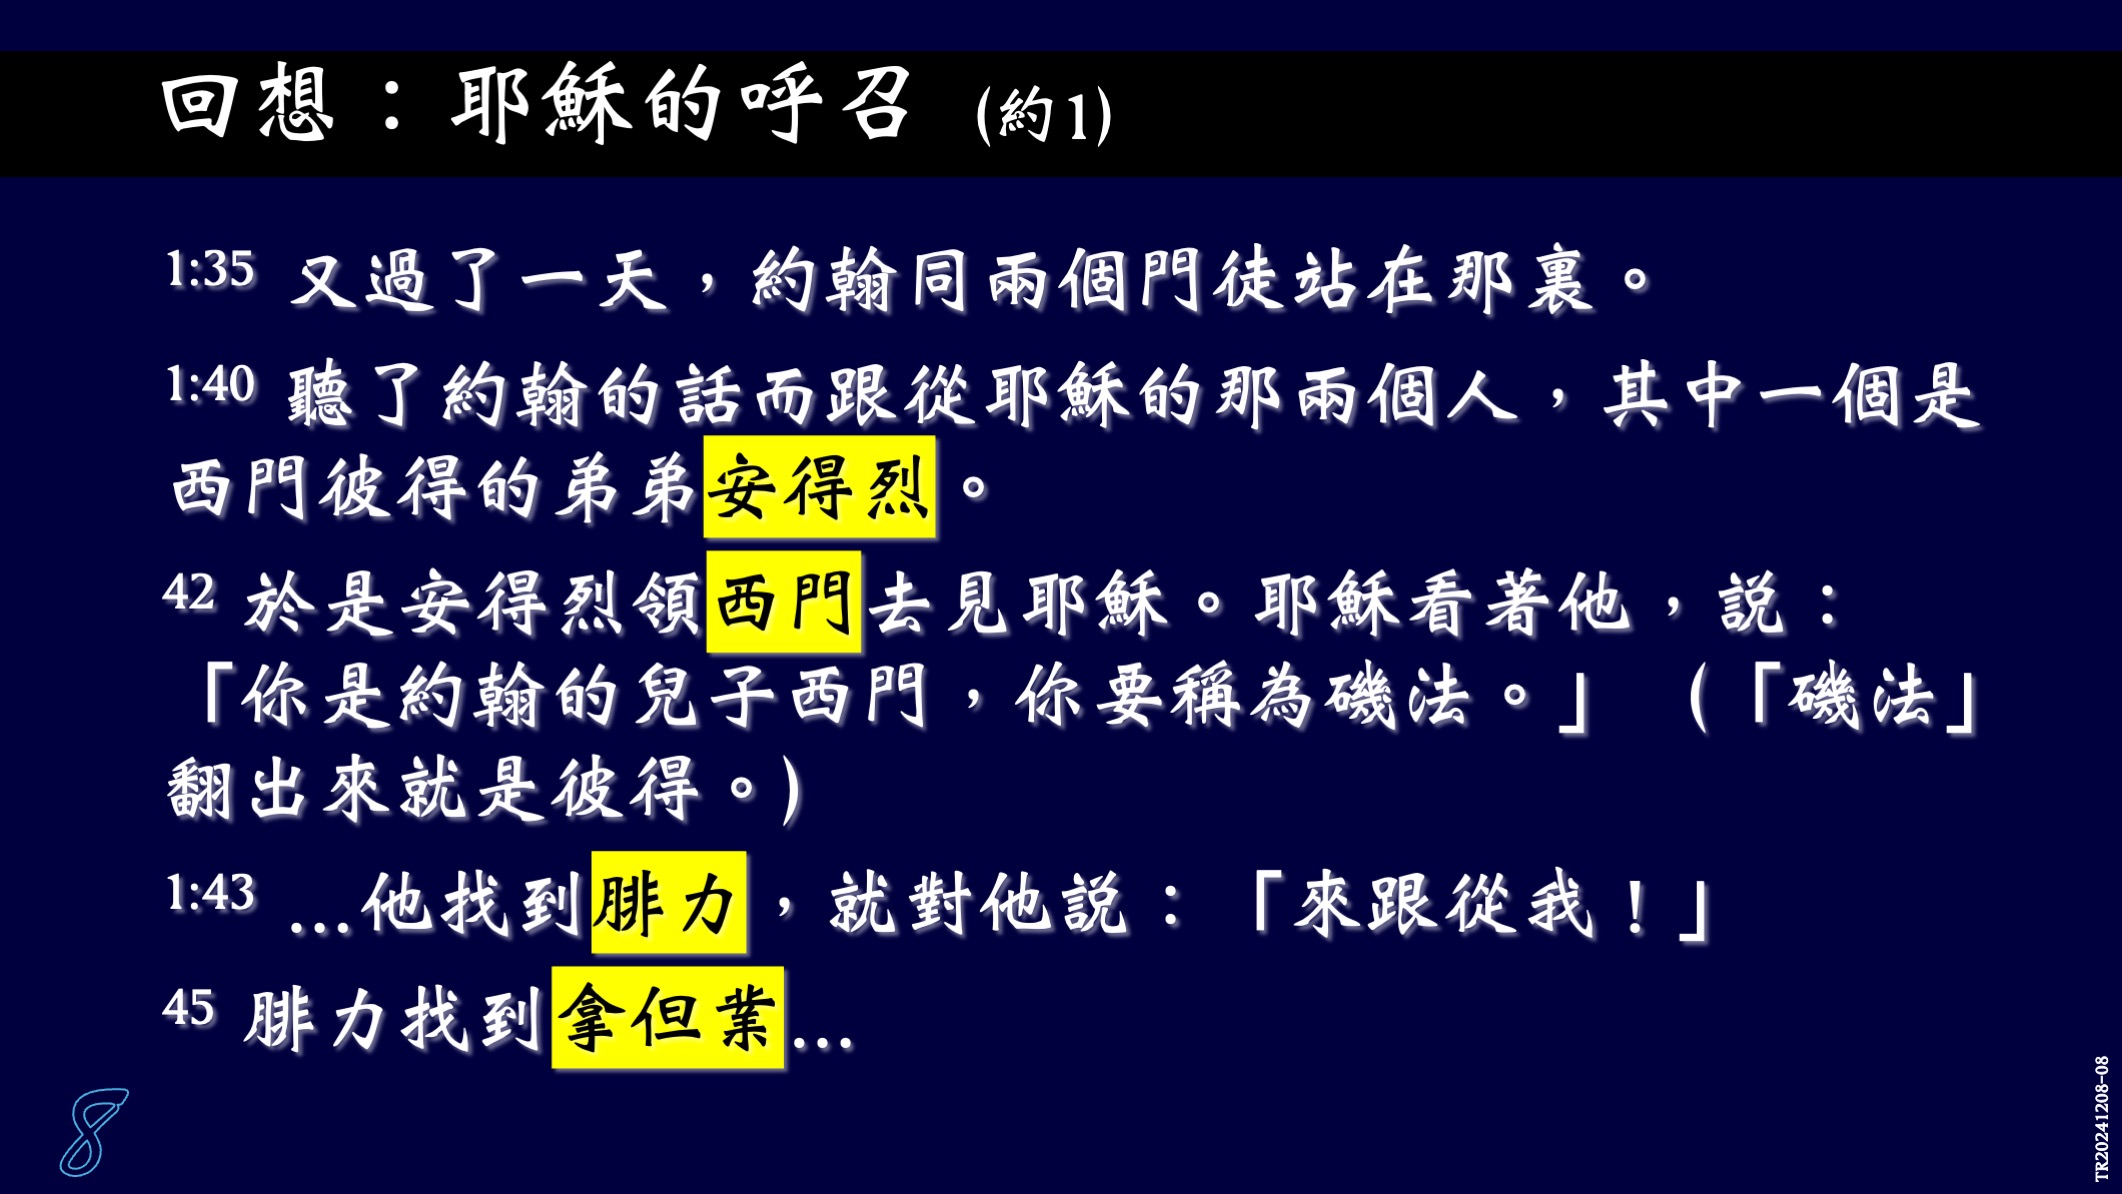 回想：耶穌的呼召 (約1)
1:35 又過了一天，約翰同兩個門徒站在那裏。
1:40 聽了約翰的話而跟從耶穌的那兩個人，其中一個是
西門彼得的弟弟安得烈。
42 於是安得烈領西門去見耶穌。耶穌看著他，説：
「你是約翰的兒子西門，你要稱為磯法。」（「磯法」
翻出來就是彼得。)
1:43 …他找到腓力，就對他説：「來跟從我！」
45 腓力找到拿但業…
8
TR20241208-08